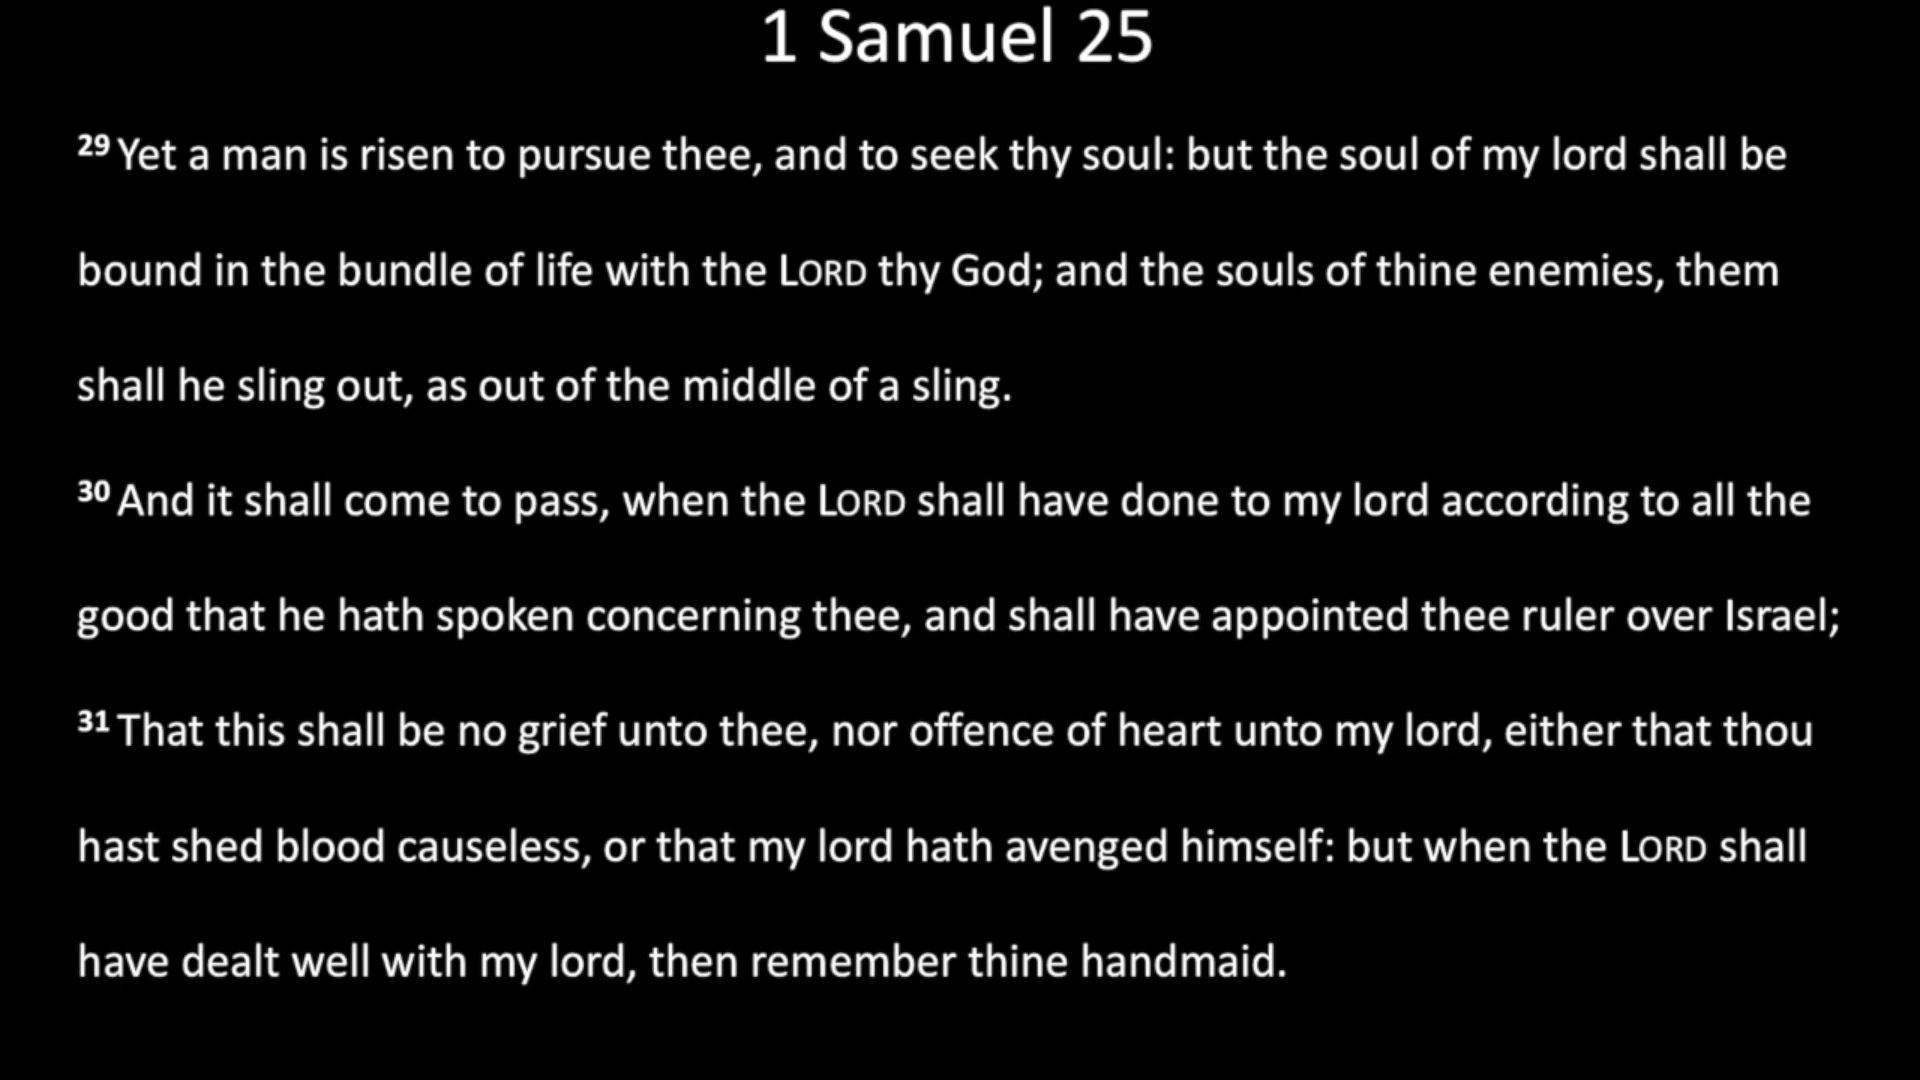 1 Samuel 25
29 Yet a man is risen to pursue thee, and to seek thy soul: but the soul of my lord shall be
bound in the bundle of life with the LORD thy God; and the souls of thine enemies, them
shall he sling out, as out of the middle of a sling.
30 And it shall come to pass, when the LORD shall have done to my lord according to all the
good that he hath spoken concerning thee, and shall have appointed thee ruler over Israel;
31 That this shall be no grief unto thee, nor offence of heart unto my lord, either that thou
hast shed blood causeless, or that my lord hath avenged himself: but when the LORD shall
have dealt well with my lord, then remember thine handmaid.